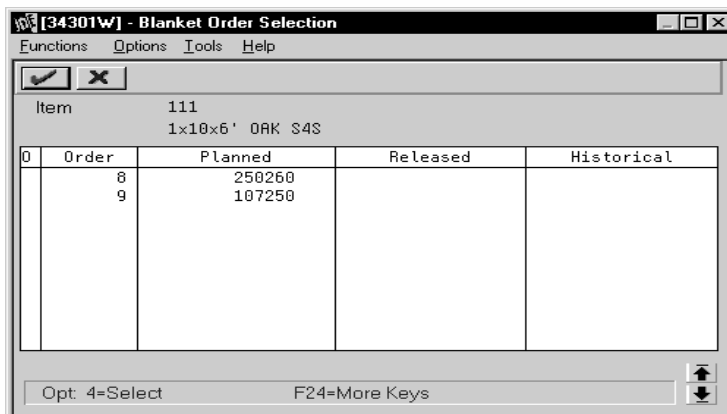 JDE [34301W] - Blanket Order Selection
Functions Options Tools Help
Item 111
1x10x6' OAK S4S
O Order Planned Released Historical
8 250260
9 107250
Opt: 4=Select F24=More Keys